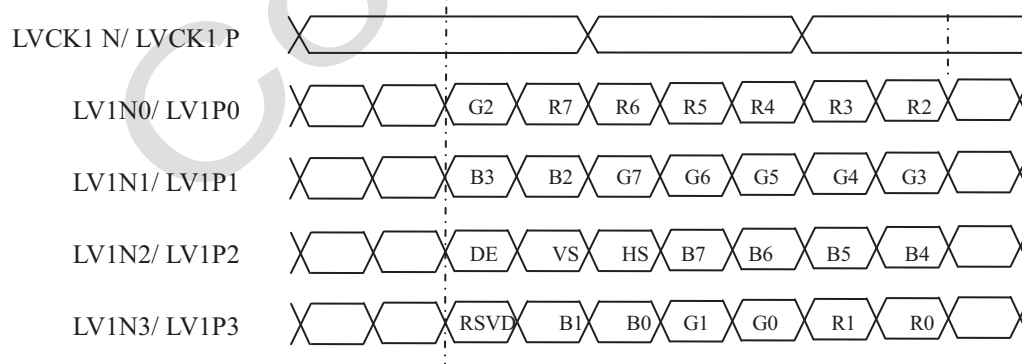 LVCK1 N/ LVCK1 P
LV1N0/ LV1P0 G2 R7 R6 R5 R4 R3 R2
LV1N1/ LV1P1 B3 B2 G7 G6 G5 G4 G3
LV1N2/ LV1P2 DE VS HS B7 B6 B5 B4
LV1N3/ LV1P3 RSVD B1 B0 G1 G0 R1 R0